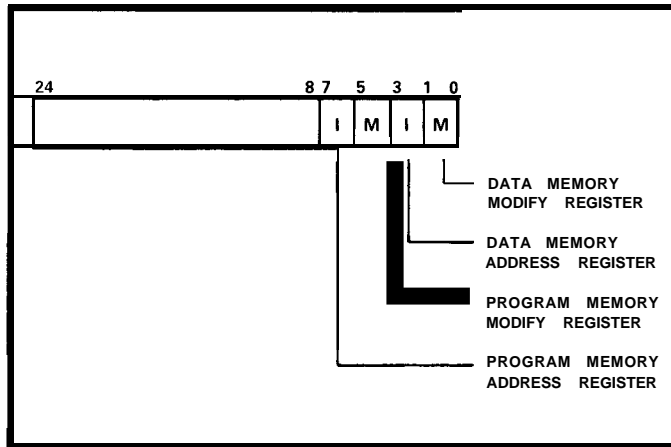 24 8 7 5 3 1 0
I M I M
DATA MEMORY
MODIFY REGISTER
DATA MEMORY
ADDRESS REGISTER
PROGRAM MEMORY
MODIFY REGISTER
PROGRAM MEMORY
ADDRESS REGISTER